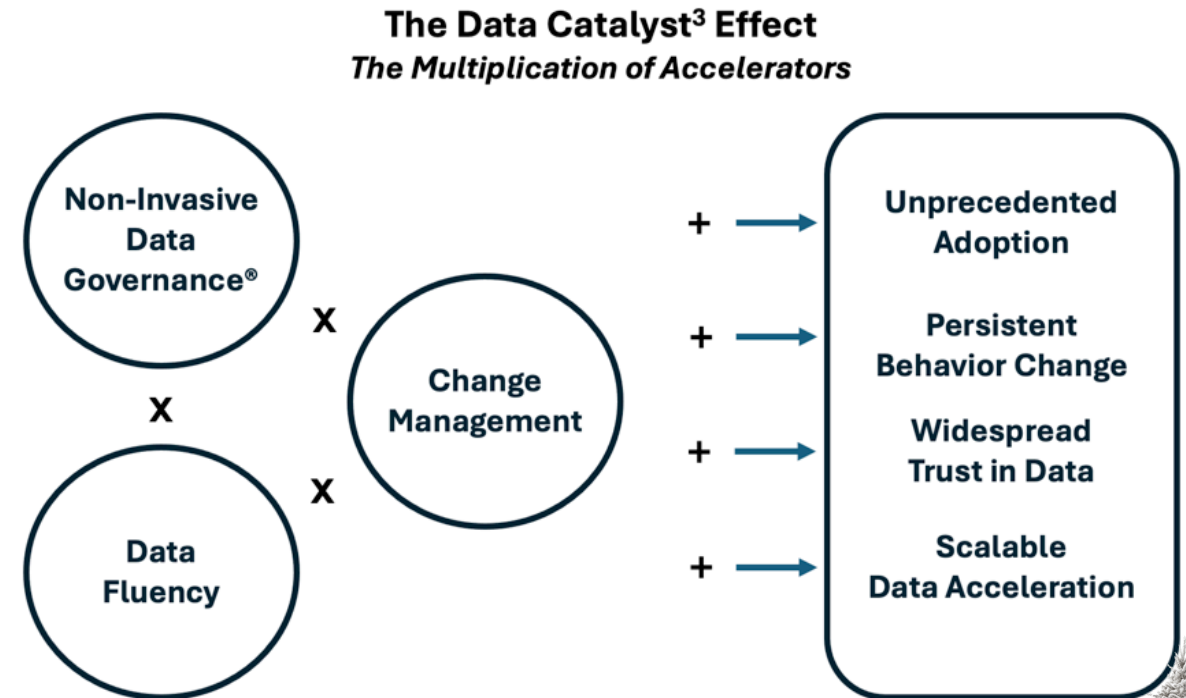 The Data Catalyst³ Effect
The Multiplication of Accelerators
Non-Invasive
Data
Governance®
X
X
Data
Fluency
Change
Management
X
+
Unprecedented
Adoption
+
Persistent
Behavior Change
+
Widespread
Trust in Data
+
Scalable
Data Acceleration